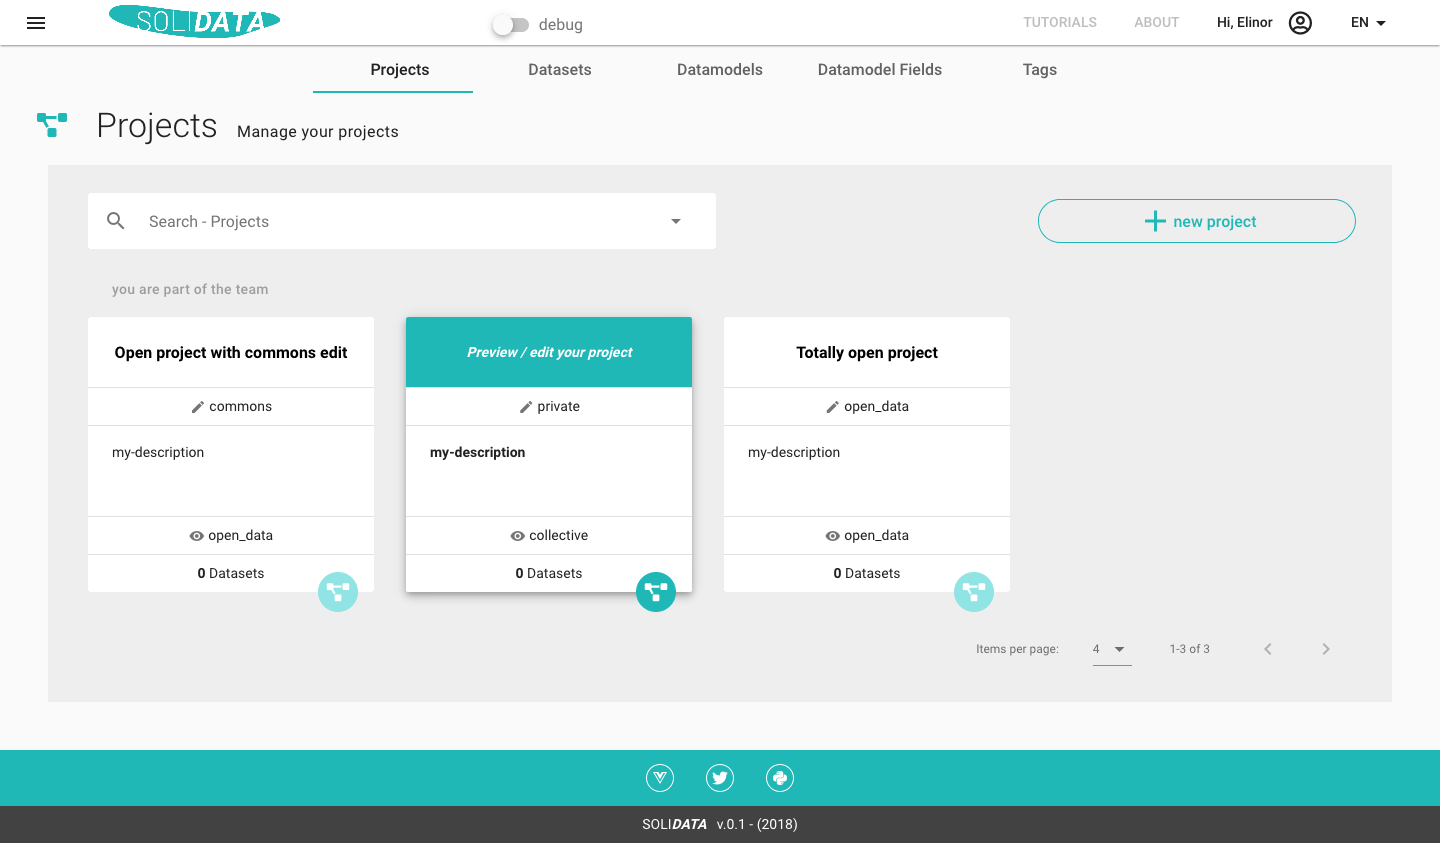 SOLIDATA
debug
TUTORIALS
ABOUT
Hi, Elinor
EN
Projects
Datasets
Datamodels
Datamodel Fields
Tags
Projects Manage your projects
Search - Projects
new project
you are part of the team
Open project with commons edit
commons
my-description
open_data
0 Datasets
Preview / edit your project
private
my-description
collective
0 Datasets
Totally open project
open_data
my-description
open_data
0 Datasets
Items per page: 4 1-3 of 3
SOLIDATA v.0.1 - (2018)